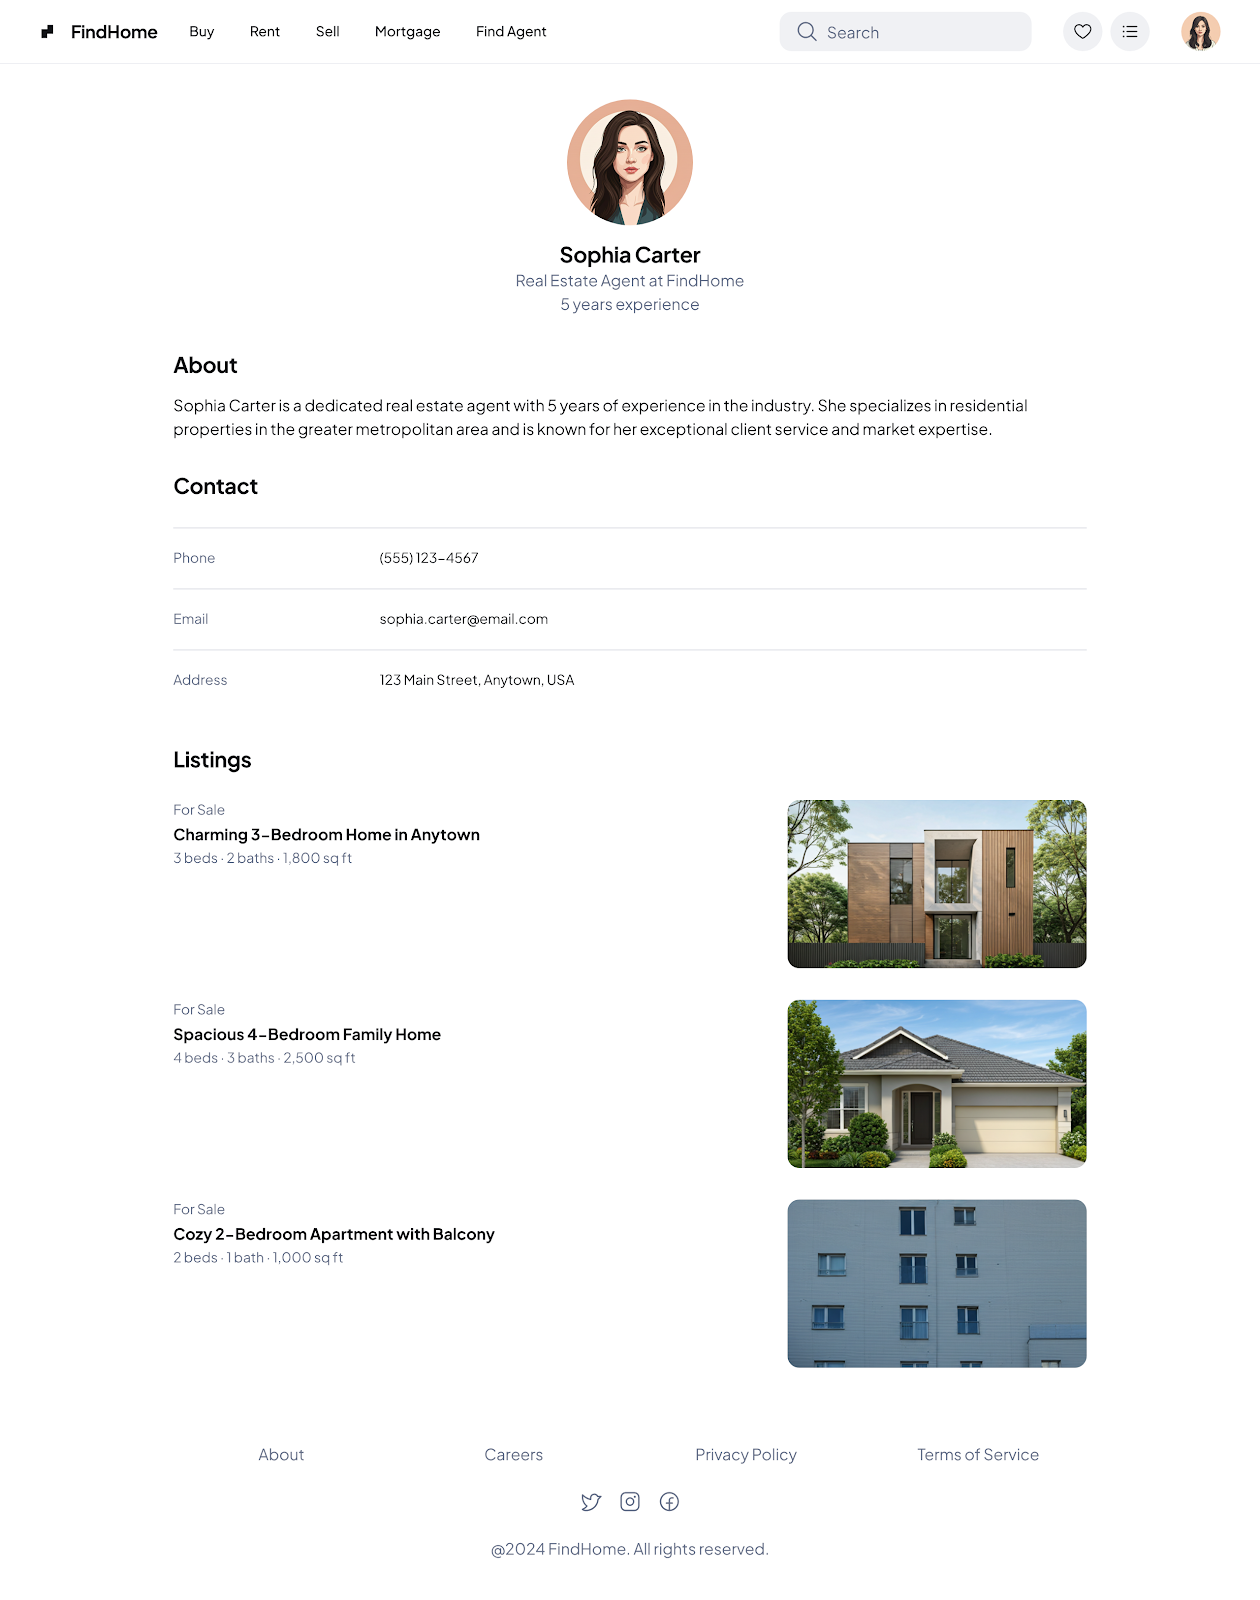 FindHome
Buy
Rent
Sell
Mortgage
Find Agent
Search
Sophia Carter
Real Estate Agent at FindHome
5 years experience
About
Sophia Carter is a dedicated real estate agent with 5 years of experience in the industry. She specializes in residential
properties in the greater metropolitan area and is known for her exceptional client service and market expertise.
Contact
Phone
(555) 123-4567
Email
sophia.carter@email.com
Address
123 Main Street, Anytown, USA
Listings
For Sale
Charming 3-Bedroom Home in Anytown
3 beds · 2 baths · 1,800 sq ft
For Sale
Spacious 4-Bedroom Family Home
4 beds · 3 baths · 2,500 sq ft
For Sale
Cozy 2-Bedroom Apartment with Balcony
2 beds · 1 bath · 1,000 sq ft
About
Careers
Privacy Policy
Terms of Service
@2024 FindHome. All rights reserved.